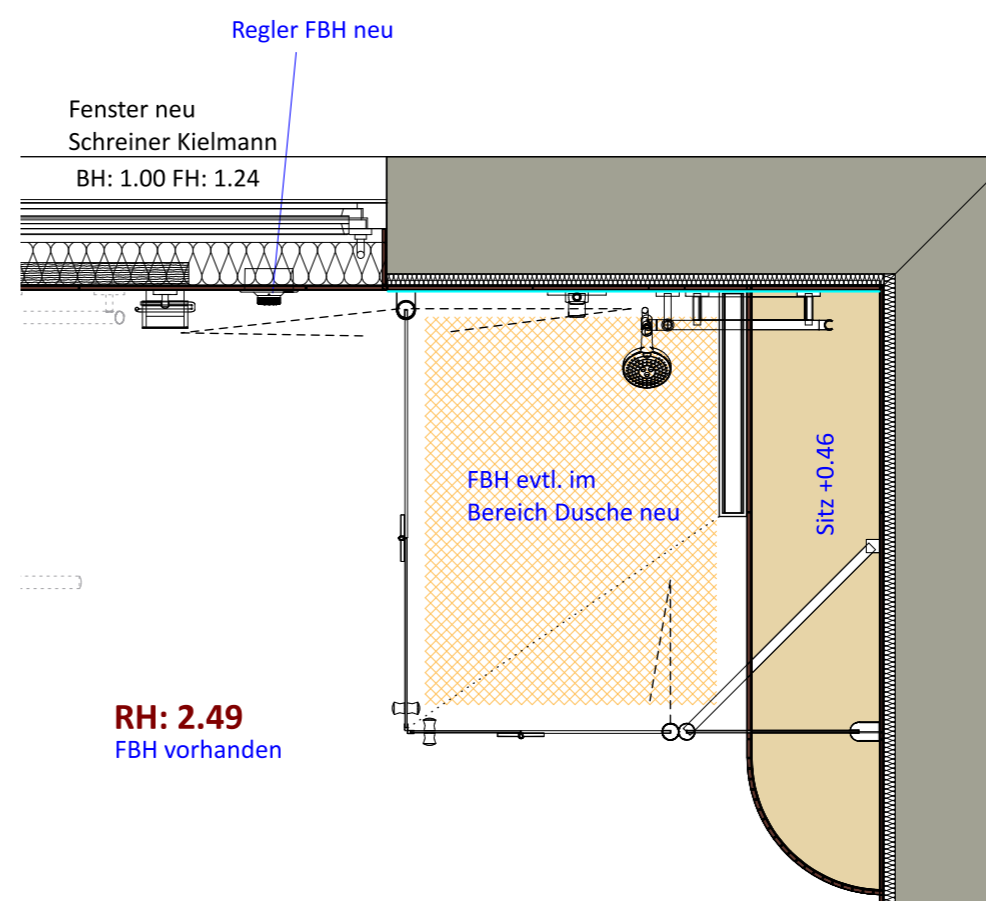 Regler FBH neu
Fenster neu
Schreiner Kielmann
BH: 1.00 FH: 1.24
FBH evtl. im
Bereich Dusche neu
Sitz +0.46
RH: 2.49
FBH vorhanden